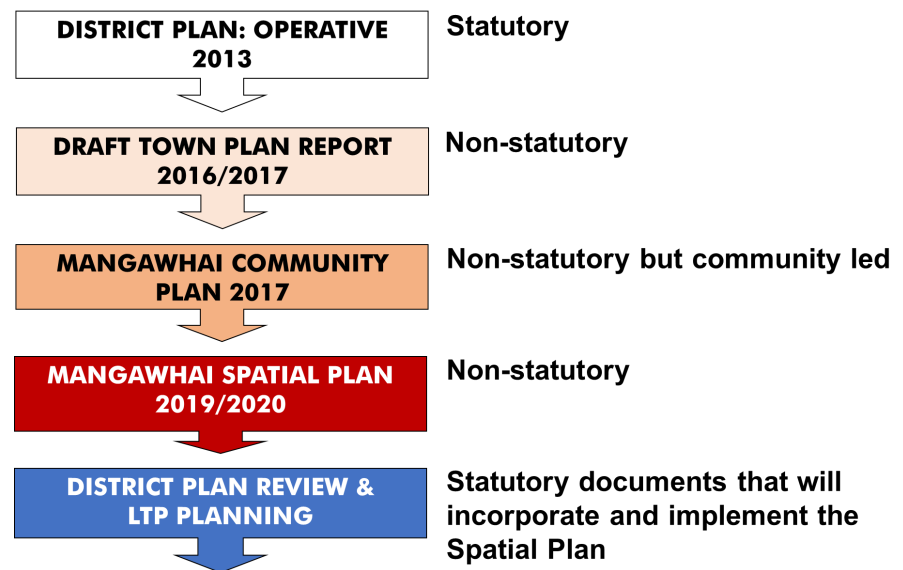 DISTRICT PLAN: OPERATIVE
2013
Statutory
DRAFT TOWN PLAN REPORT
2016/2017
Non-statutory
MANGAWHAI COMMUNITY
PLAN 2017
Non-statutory but community led
MANGAWHAI SPATIAL PLAN
2019/2020
Non-statutory
DISTRICT PLAN REVIEW &
LTP PLANNING
Statutory documents that will
incorporate and implement the
Spatial Plan